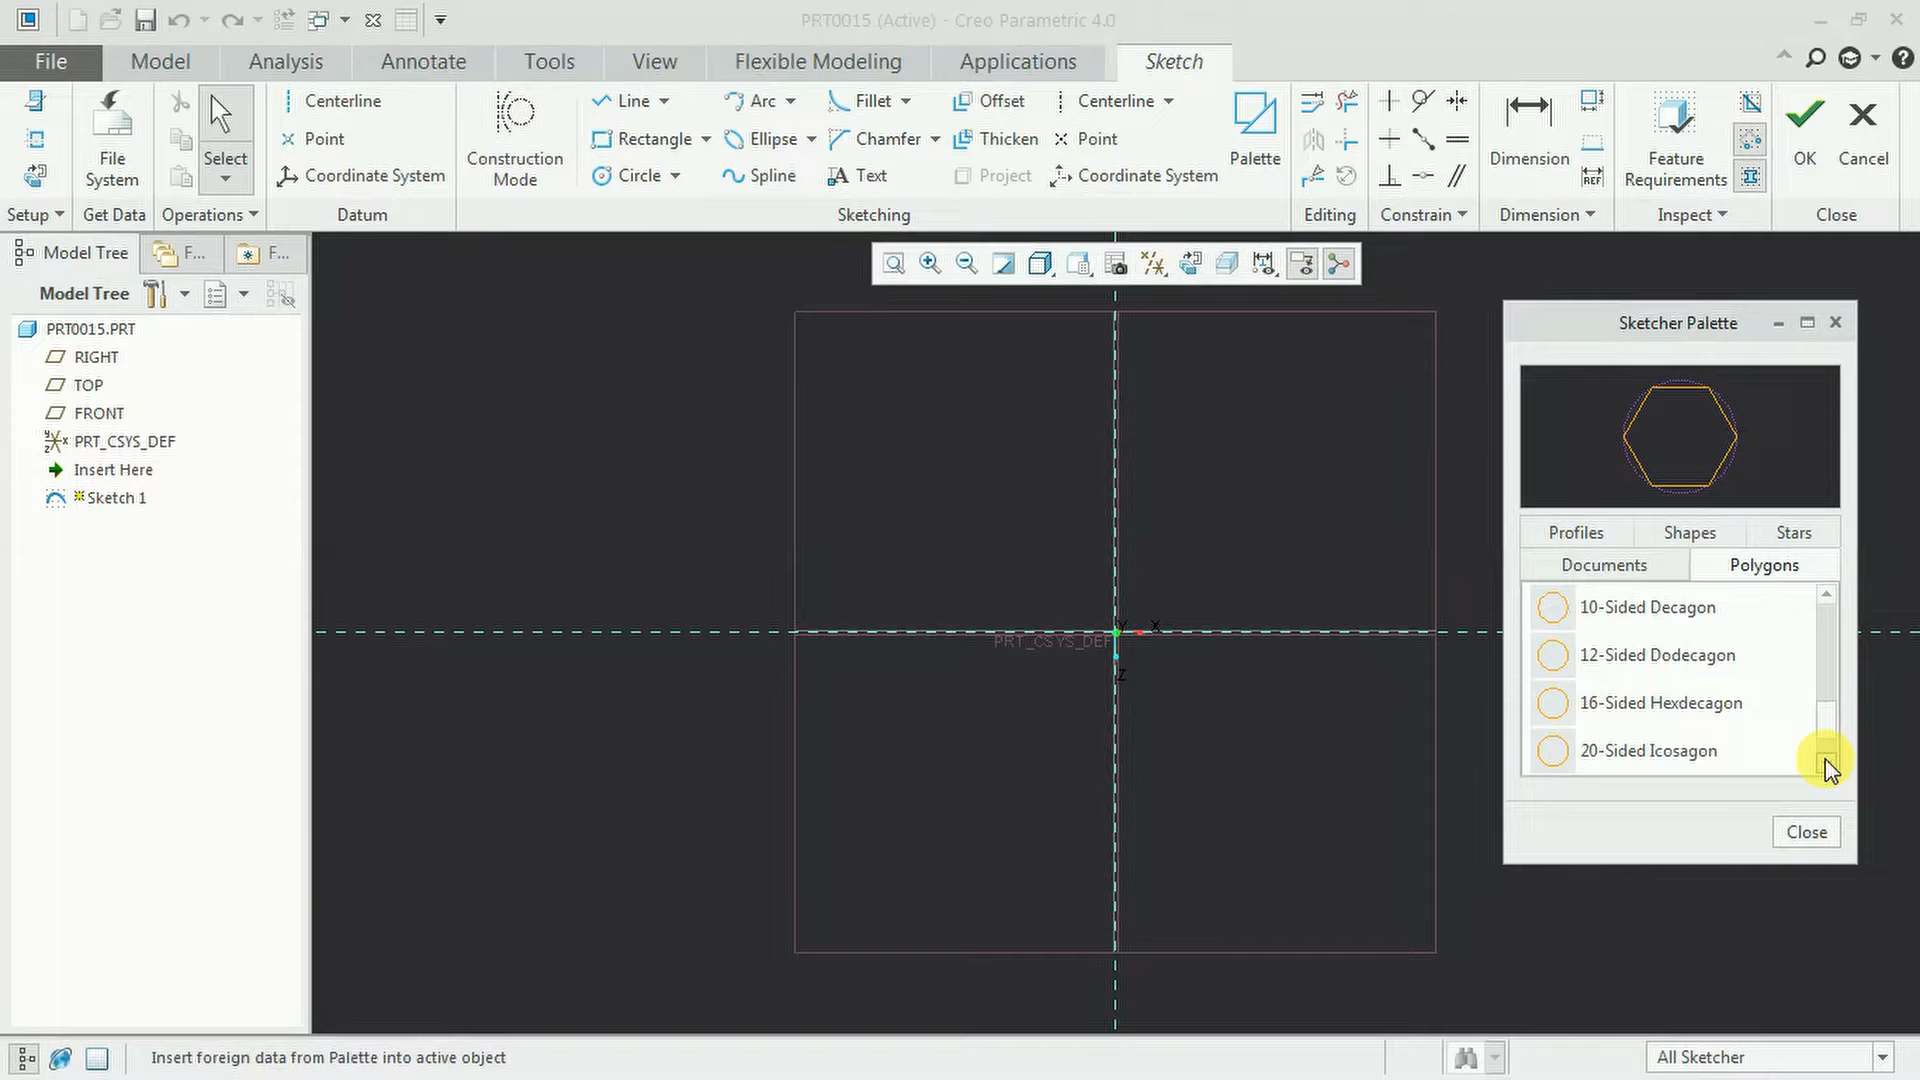 PRT0015 (Active) - Creo Parametric 4.0
File Model Analysis Annotate Tools View Flexible Modeling Applications Sketch
Centerline Line Arc Fillet Offset Centerline
Point Rectangle Ellipse Chamfer Thicken Point
File System Select Coordinate System Construction Mode Circle Spline Text Project Coordinate System Palette Dimension REF Feature Requirements OK Cancel
Setup Get Data Operations Datum Sketching Editing Constrain Dimension Inspect Close
Model Tree F... F...
Model Tree
PRT0015.PRT
RIGHT
TOP
FRONT
PRT_CSYS_DEF
Insert Here
Sketch 1
Y X
PRT_CSYS_DEF
Z
Sketcher Palette
Profiles Shapes Stars
Documents Polygons
10-Sided Decagon
12-Sided Dodecagon
16-Sided Hexdecagon
20-Sided Icosagon
Close
Insert foreign data from Palette into active object
All Sketcher